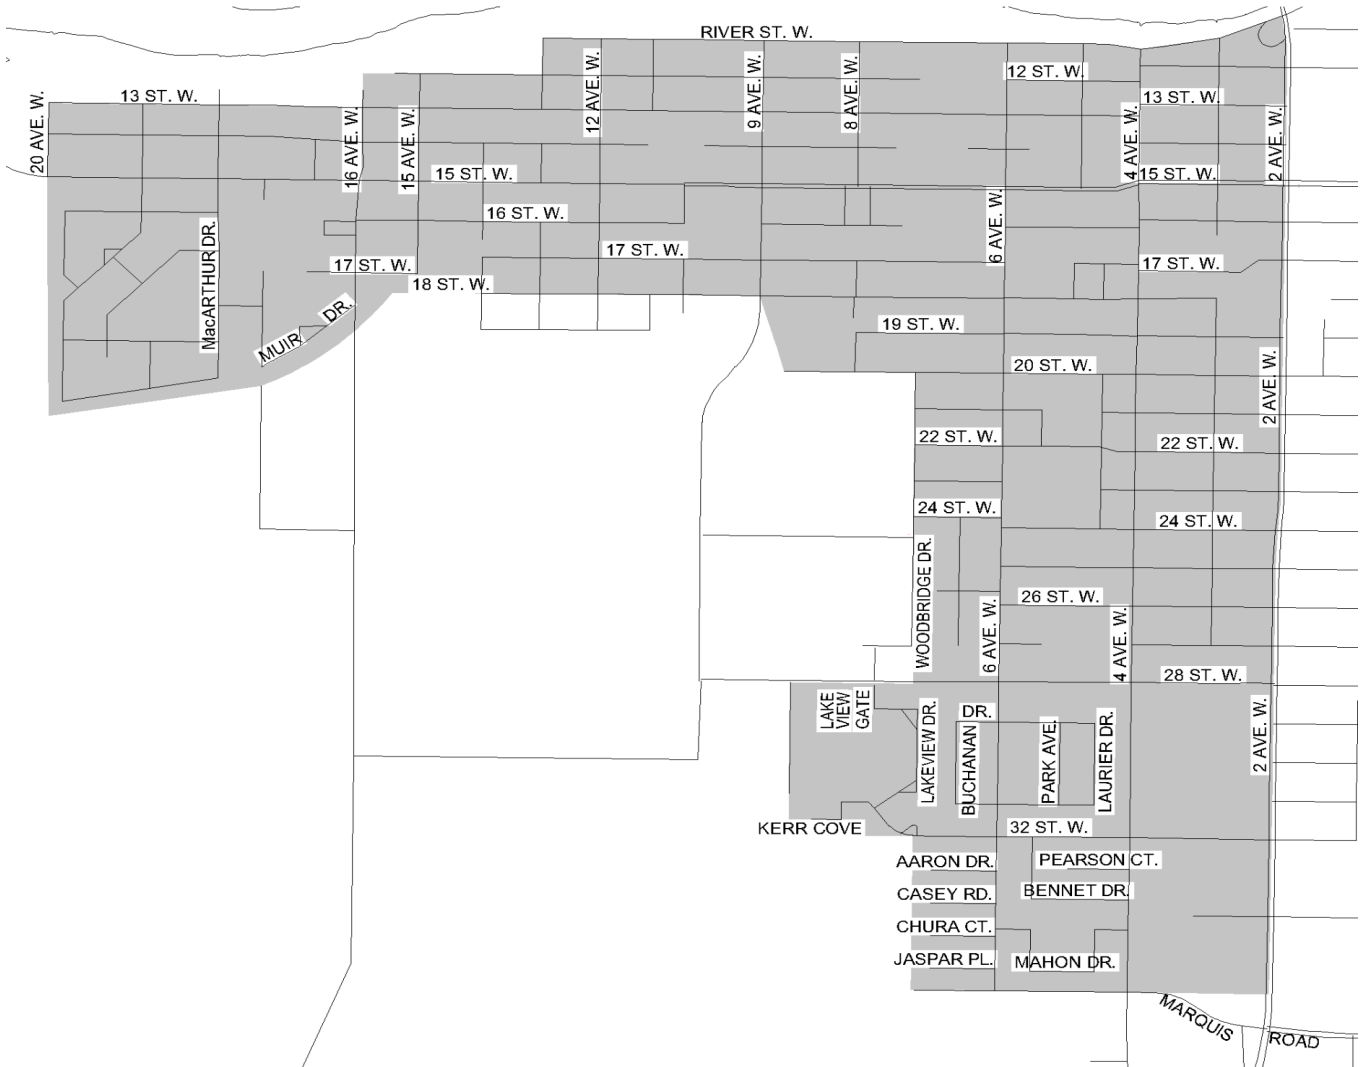 RIVER ST. W.
12 ST. W.
13 ST. W.
13 ST. W.
20 AVE. W.
16 AVE. W.
15 AVE. W.
12 AVE. W.
9 AVE. W.
8 AVE. W.
4 AVE. W.
2 AVE. W.
15 ST. W.
15 ST. W.
16 ST. W.
6 AVE. W.
MacARTHUR DR.
17 ST. W.
17 ST. W.
17 ST. W.
18 ST. W.
MUIR DR.
19 ST. W.
20 ST. W.
2 AVE. W.
22 ST. W.
22 ST. W.
24 ST. W.
24 ST. W.
WOODBRIDGE DR.
26 ST. W.
6 AVE. W.
4 AVE. W.
28 ST. W.
LAKE
VIEW
GATE
LAKEVIEW DR.
BUCHANAN DR.
PARK AVE.
LAURIER DR.
2 AVE. W.
KERR COVE
32 ST. W.
AARON DR.
PEARSON CT.
CASEY RD.
BENNET DR.
CHURA CT.
JASPAR PL.
MAHON DR.
MARQUIS ROAD